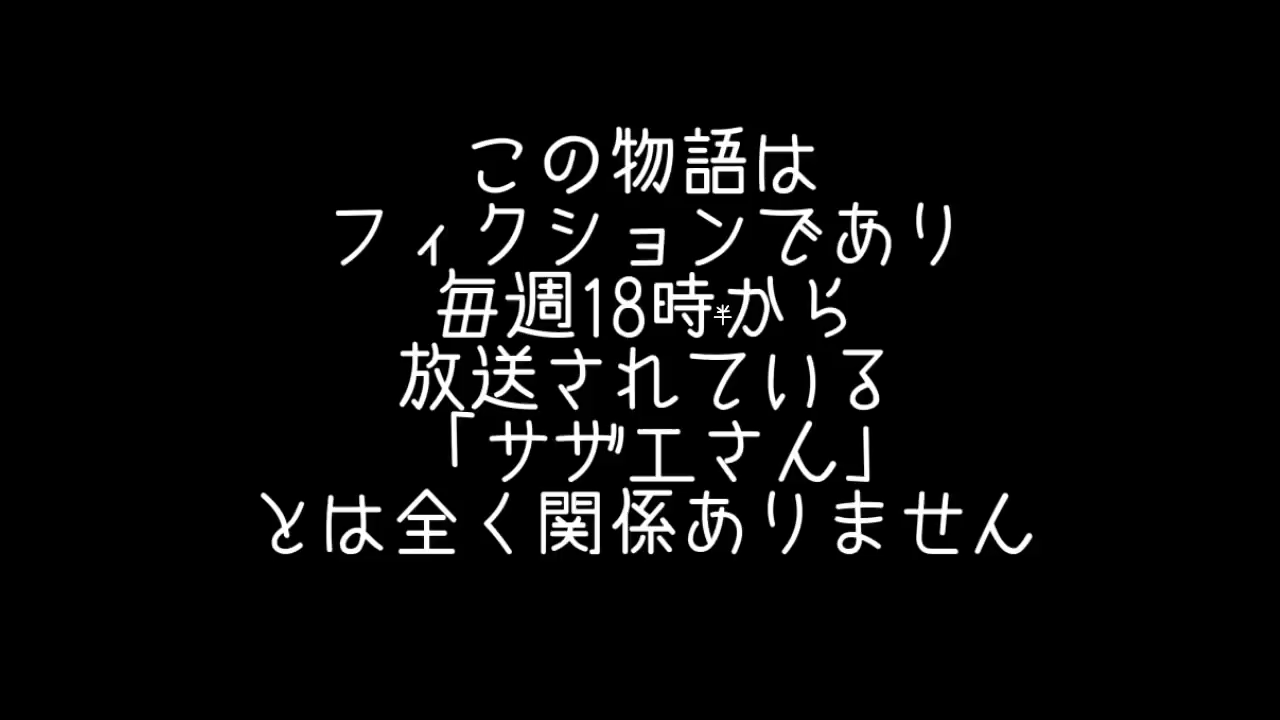 この物語は
フィクションであり
毎週18時半から
放送されている
「サザエさん」
とは全く関係ありません